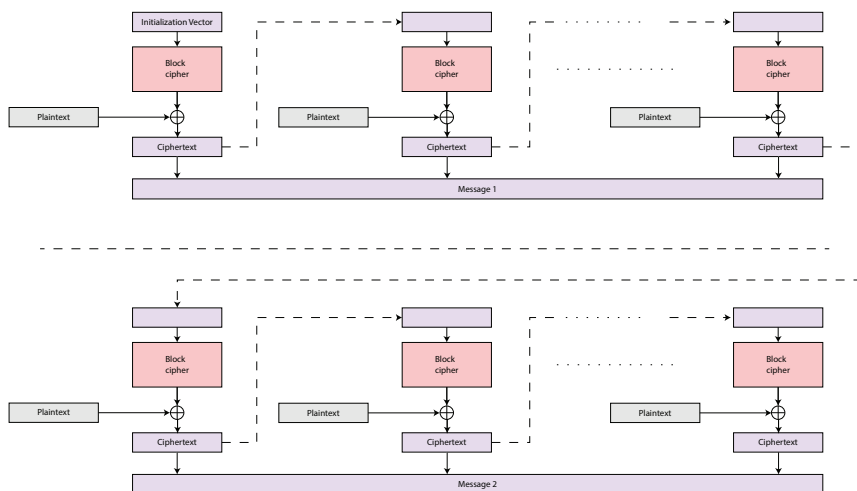 Initialization Vector
Block
cipher
Block
cipher
Block
cipher
Plaintext
Plaintext
Plaintext
Ciphertext
Ciphertext
Ciphertext
Message 1
Block
cipher
Block
cipher
Block
cipher
Plaintext
Plaintext
Plaintext
Ciphertext
Ciphertext
Ciphertext
Message 2